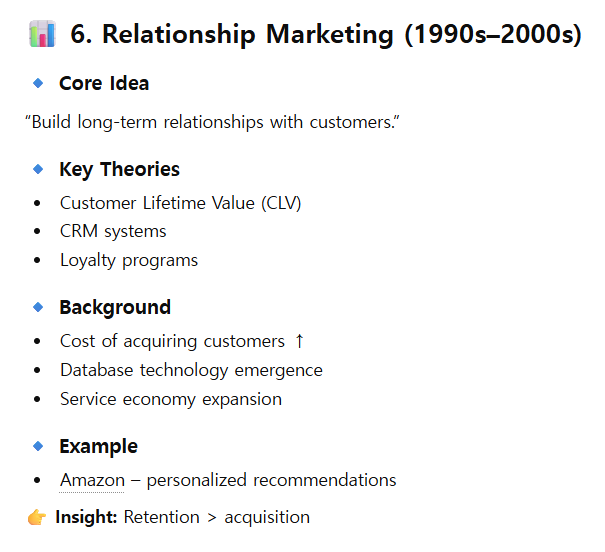 📊 6. Relationship Marketing (1990s–2000s)
🔹 Core Idea
“Build long-term relationships with customers.”
🔹 Key Theories
• Customer Lifetime Value (CLV)
• CRM systems
• Loyalty programs
🔹 Background
• Cost of acquiring customers ↑
• Database technology emergence
• Service economy expansion
🔹 Example
• Amazon – personalized recommendations
👉 Insight: Retention > acquisition